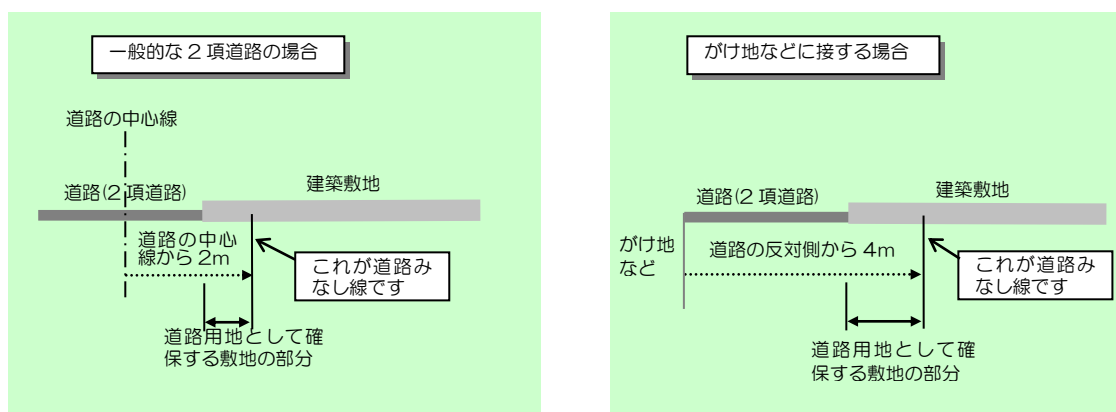 一般的な2項道路の場合
道路の中心線
道路(2項道路)
建築敷地
道路の中心
線から2m
これが道路み
なし線です
道路用地として確
保する敷地の部分
がけ地などに接する場合
道路(2項道路)
建築敷地
がけ地
など
道路の反対側から4m
これが道路み
なし線です
道路用地として確
保する敷地の部分